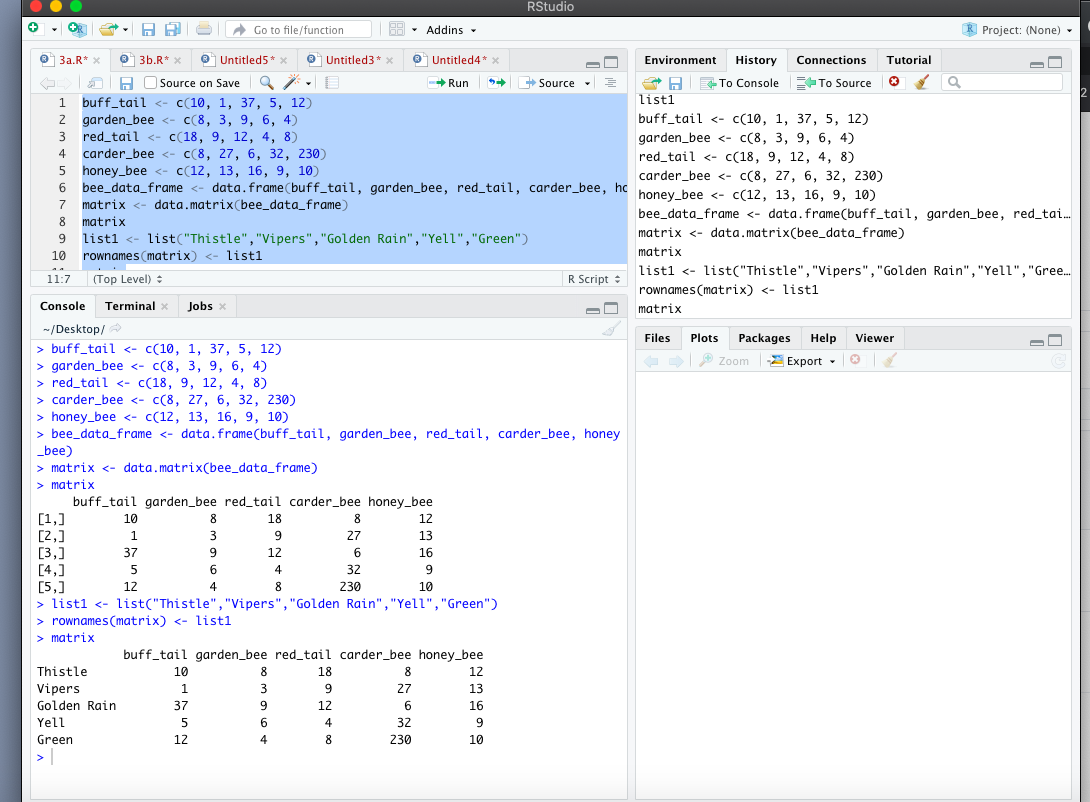 RStudio
Go to file/function
Addins
Project: (None)
3a.R*
3b.R*
Untitled5*
Untitled3*
Untitled4*
Source on Save
Run
Source
1 buff_tail <- c(10, 1, 37, 5, 12)
2 garden_bee <- c(8, 3, 9, 6, 4)
3 red_tail <- c(18, 9, 12, 4, 8)
4 carder_bee <- c(8, 27, 6, 32, 230)
5 honey_bee <- c(12, 13, 16, 9, 10)
6 bee_data_frame <- data.frame(buff_tail, garden_bee, red_tail, carder_bee, ho
7 matrix <- data.matrix(bee_data_frame)
8 matrix
9 list1 <- list("Thistle","Vipers","Golden Rain","Yell","Green")
10 rownames(matrix) <- list1
11:7 (Top Level) R Script
Console Terminal Jobs
~/Desktop/
> buff_tail <- c(10, 1, 37, 5, 12)
> garden_bee <- c(8, 3, 9, 6, 4)
> red_tail <- c(18, 9, 12, 4, 8)
> carder_bee <- c(8, 27, 6, 32, 230)
> honey_bee <- c(12, 13, 16, 9, 10)
> bee_data_frame <- data.frame(buff_tail, garden_bee, red_tail, carder_bee, honey
_bee)
> matrix <- data.matrix(bee_data_frame)
> matrix
buff_tail garden_bee red_tail carder_bee honey_bee
[1,] 10 8 18 8 12
[2,] 1 3 9 27 13
[3,] 37 9 12 6 16
[4,] 5 6 4 32 9
[5,] 12 4 8 230 10
> list1 <- list("Thistle","Vipers","Golden Rain","Yell","Green")
> rownames(matrix) <- list1
> matrix
buff_tail garden_bee red_tail carder_bee honey_bee
Thistle 10 8 18 8 12
Vipers 1 3 9 27 13
Golden Rain 37 9 12 6 16
Yell 5 6 4 32 9
Green 12 4 8 230 10
>
Environment History Connections Tutorial
To Console To Source
list1
buff_tail <- c(10, 1, 37, 5, 12)
garden_bee <- c(8, 3, 9, 6, 4)
red_tail <- c(18, 9, 12, 4, 8)
carder_bee <- c(8, 27, 6, 32, 230)
honey_bee <- c(12, 13, 16, 9, 10)
bee_data_frame <- data.frame(buff_tail, garden_bee, red_tai...
matrix <- data.matrix(bee_data_frame)
matrix
list1 <- list("Thistle","Vipers","Golden Rain","Yell","Gree...
rownames(matrix) <- list1
matrix
Files Plots Packages Help Viewer
Zoom Export
2